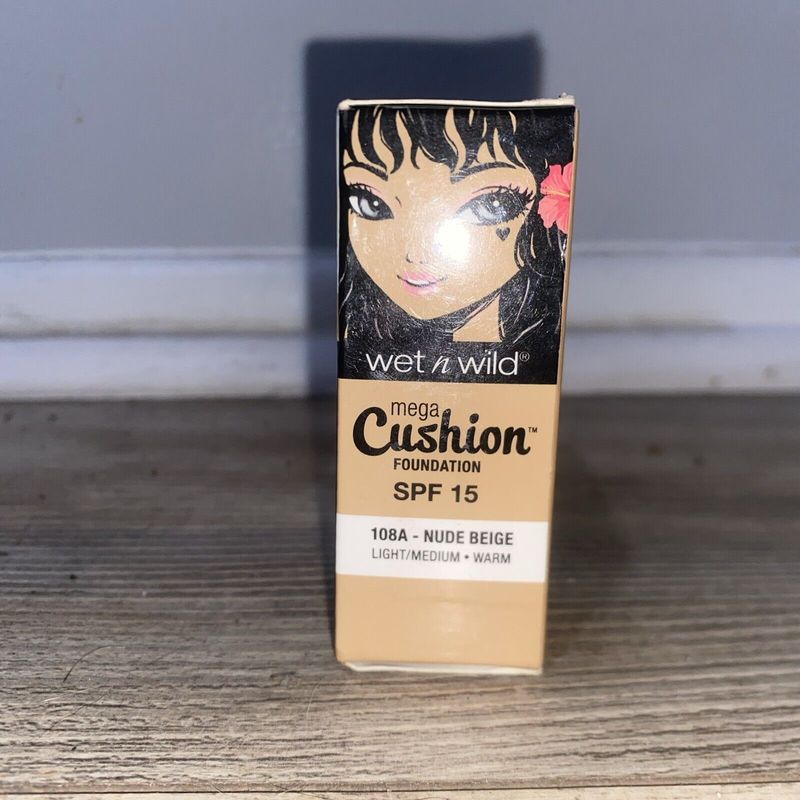 wet n wild®
mega
Cushion™
FOUNDATION
SPF 15
108A - NUDE BEIGE
LIGHT/MEDIUM • WARM